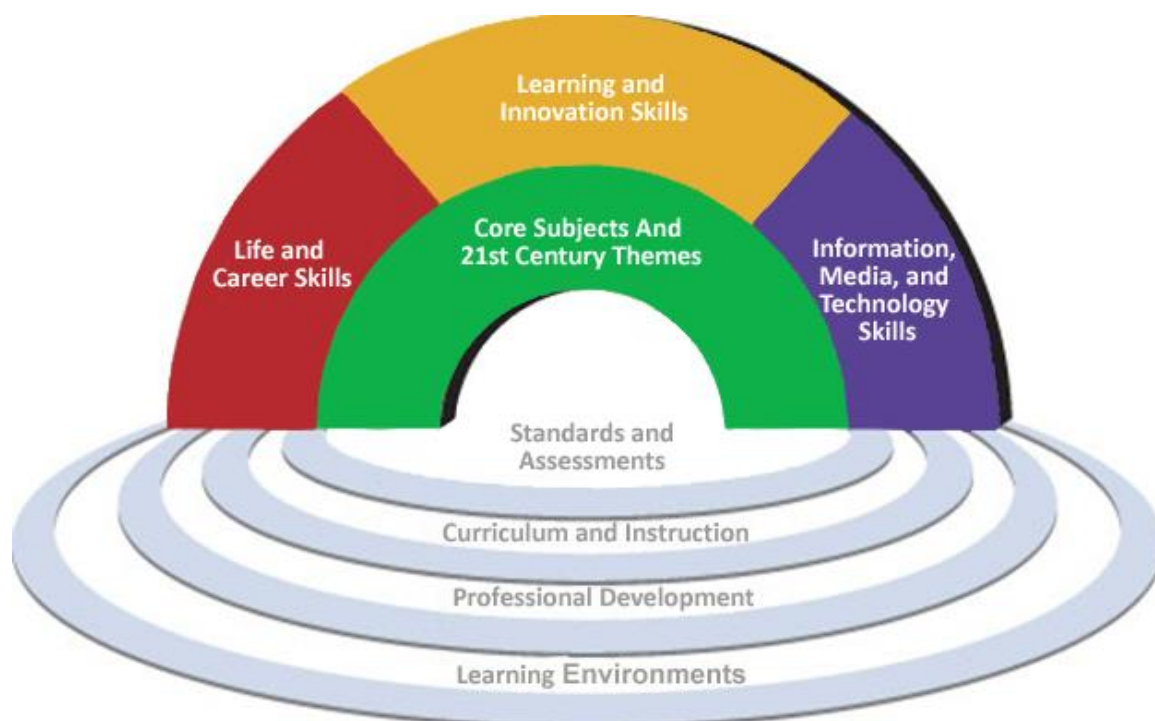 Learning and
Innovation Skills
Core Subjects And
21st Century Themes
Life and
Career Skills
Information,
Media, and
Technology
Skills
Standards and
Assessments
Curriculum and Instruction
Professional Development
Learning Environments